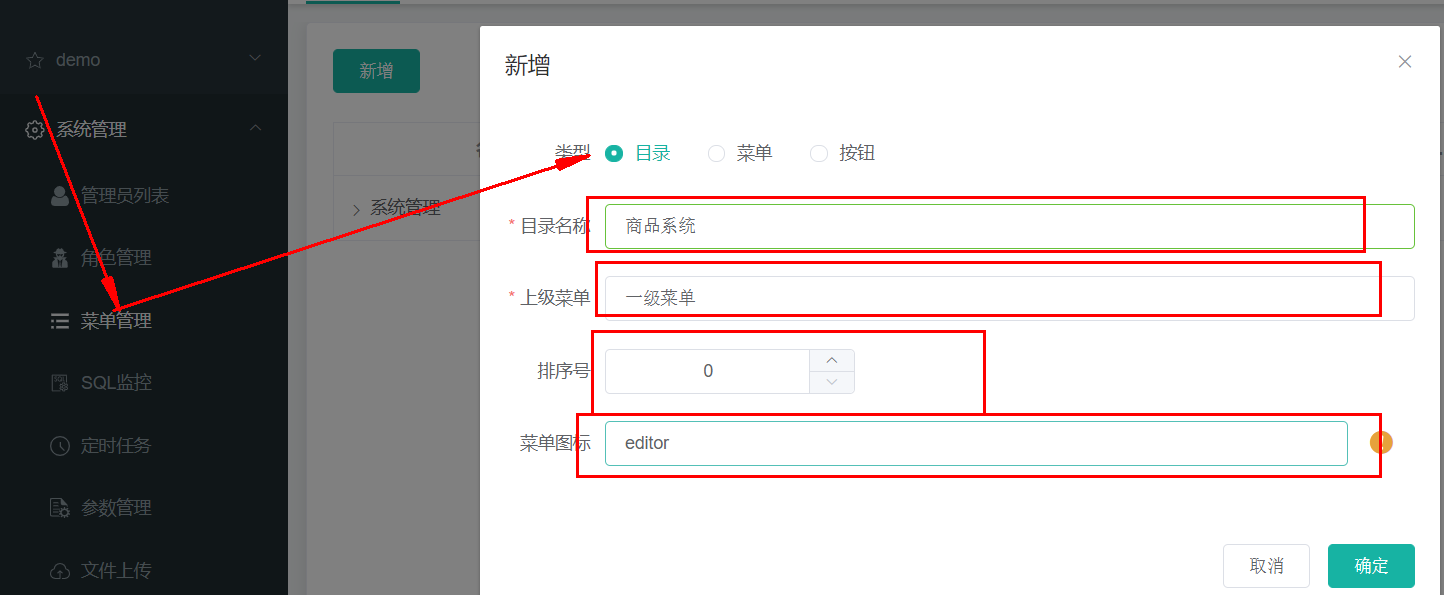 demo
系统管理
管理员列表
角色管理
菜单管理
SQL监控
定时任务
参数管理
文件上传
新增
系统管理
新增
类型 目录 菜单 按钮
* 目录名称 商品系统
* 上级菜单 一级菜单
排序号 0
菜单图标 editor
取消 确定